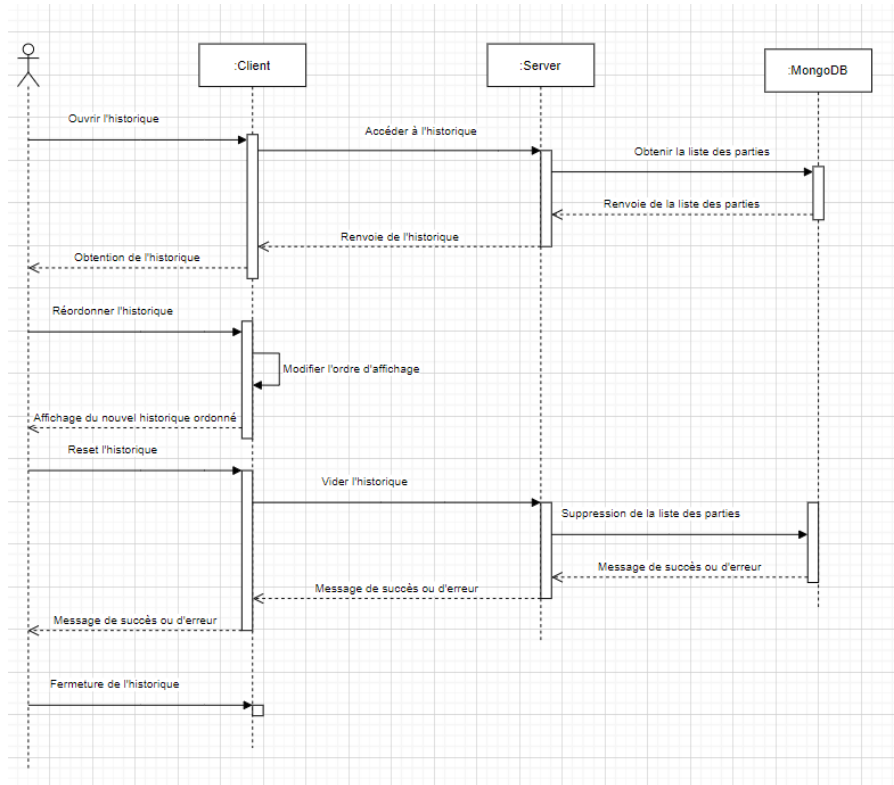 :Client
:Server
:MongoDB
Ouvrir l'historique
Accéder à l'historique
Obtenir la liste des parties
Renvoie de la liste des parties
Renvoie de l'historique
Obtention de l'historique
Réordonner l'historique
Modifier l'ordre d'affichage
Affichage du nouvel historique ordonné
Reset l'historique
Vider l'historique
Suppression de la liste des parties
Message de succès ou d'erreur
Message de succès ou d'erreur
Message de succès ou d'erreur
Fermeture de l'historique